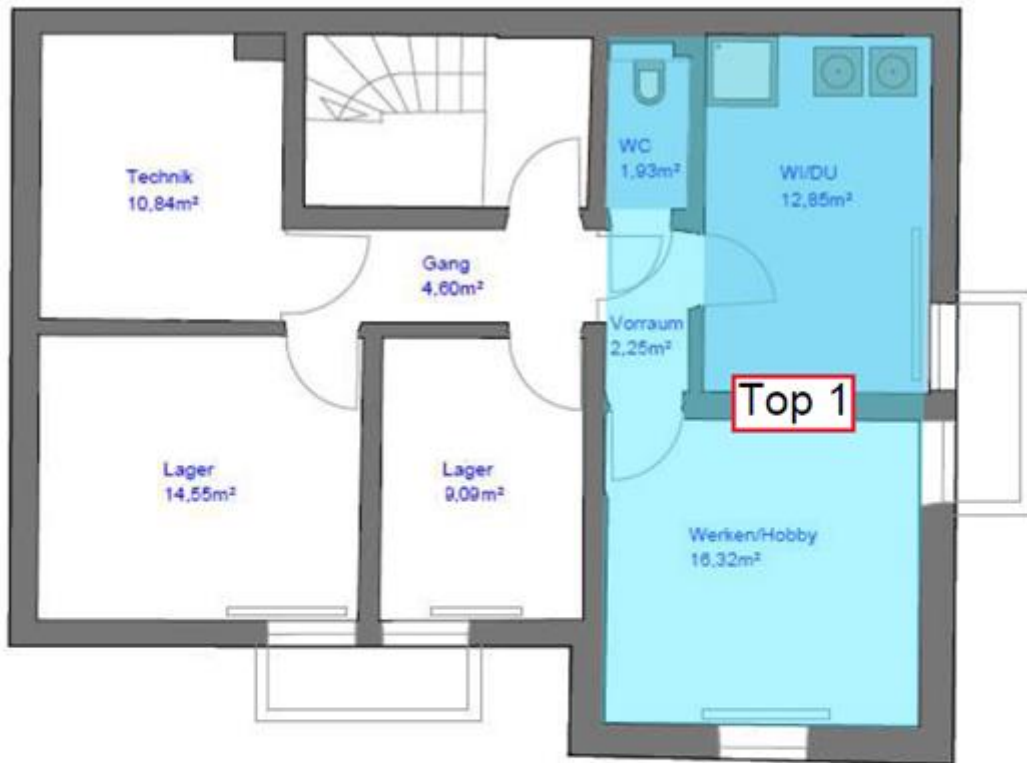 Technik
10,84m²
WC
1,93m²
WI/DU
12,85m²
Gang
4,60m²
Vorraum
2,25m²
Top 1
Lager
14,55m²
Lager
9,09m²
Werken/Hobby
16,32m²